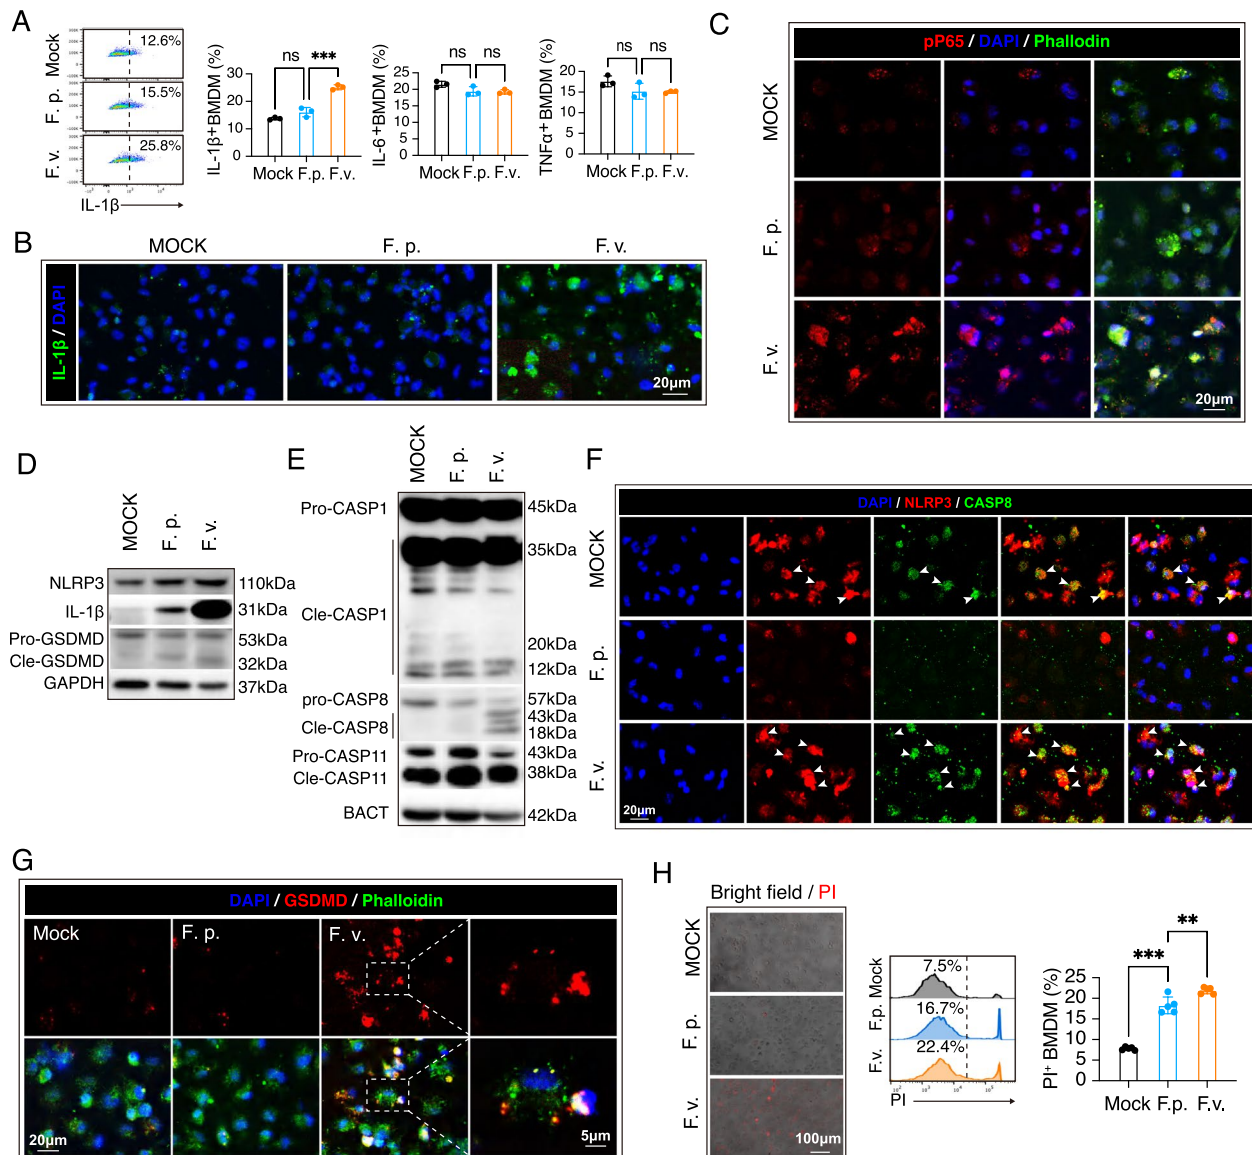 A
Mock
F. p.
F. v.
12.6%
15.5%
25.8%
IL-1β
IL-1β+BMDM (%)
30
20
10
0
ns
***
Mock F.p. F.v.
IL-6+BMDM (%)
25
20
15
10
5
0
ns
ns
Mock F.p. F.v.
TNFα+ BMDM (%)
20
15
10
5
0
ns
ns
Mock F.p. F.v.
B
MOCK
F. p.
F. v.
IL-1β / DAPI
20μm
C
pP65 / DAPI / Phallodin
MOCK
F. p.
F. v.
20μm
D
MOCK
F. p.
F. v.
NLRP3 110kDa
IL-1β 31kDa
Pro-GSDMD 53kDa
Cle-GSDMD 32kDa
GAPDH 37kDa
E
MOCK
F. p.
F. v.
Pro-CASP1 45kDa
35kDa
Cle-CASP1
20kDa
12kDa
pro-CASP8 57kDa
43kDa
Cle-CASP8
18kDa
Pro-CASP11 43kDa
Cle-CASP11 38kDa
BACT 42kDa
F
DAPI / NLRP3 / CASP8
MOCK
F. p.
F. v.
20μm
G
DAPI / GSDMD / Phalloidin
Mock
F. p.
F. v.
20μm
5μm
H
Bright field / PI
MOCK
F. p.
F. v.
100μm
Mock
F.p.
F.v.
7.5%
16.7%
22.4%
PI
PI+ BMDM (%)
25
20
15
10
5
0
***
**
Mock F.p. F.v.